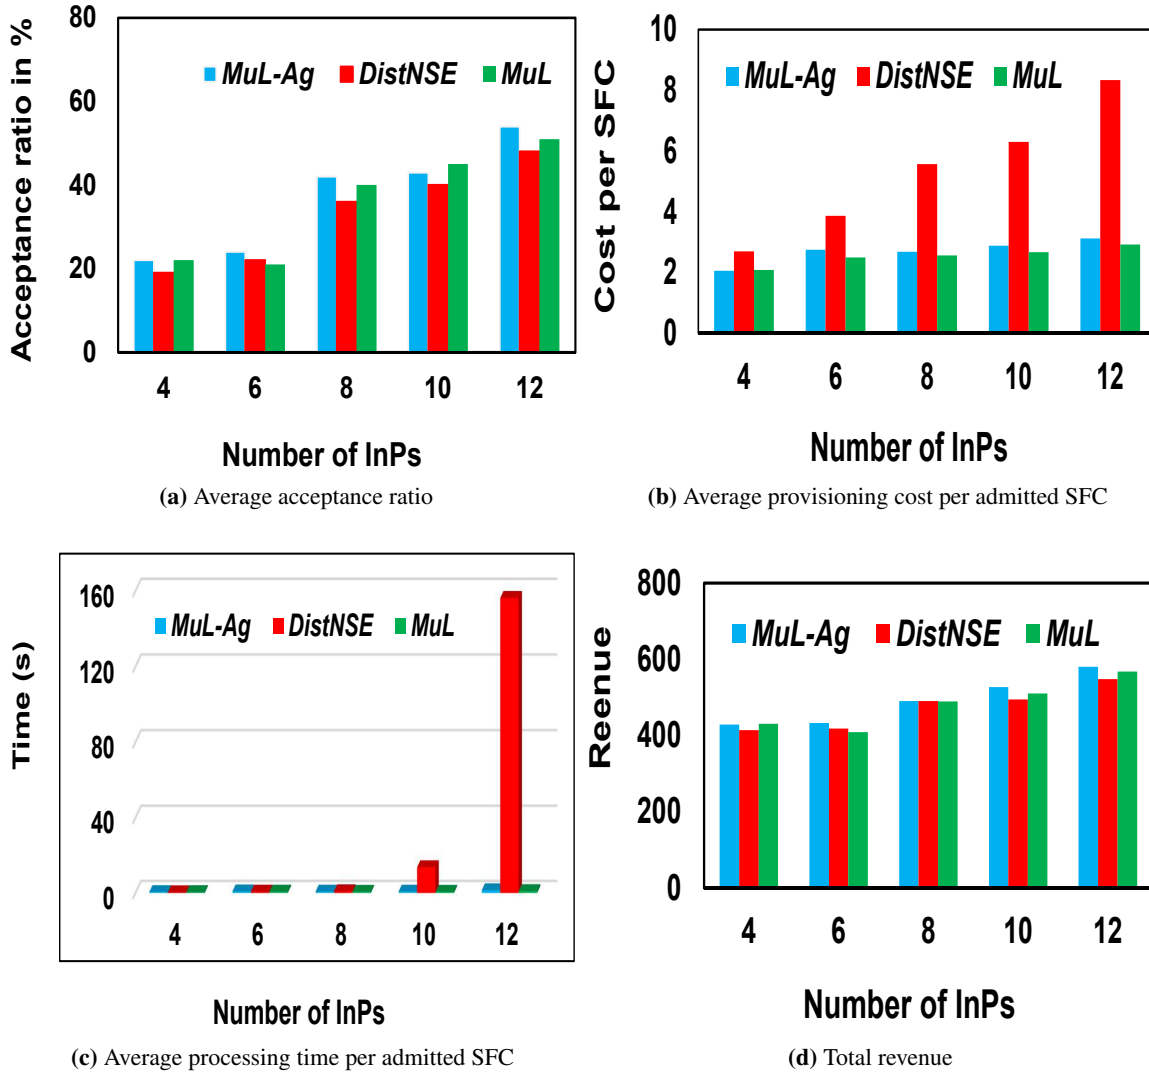 Acceptance ratio in %
80
60
40
20
0
MuL-Ag DistNSE MuL
4 6 8 10 12
Number of InPs
(a) Average acceptance ratio
Cost per SFC
10
8
6
4
2
0
MuL-Ag DistNSE MuL
4 6 8 10 12
Number of InPs
(b) Average provisioning cost per admitted SFC
Time (s)
160
120
80
40
0
MuL-Ag DistNSE MuL
4 6 8 10 12
Number of InPs
(c) Average processing time per admitted SFC
Reenue
800
600
400
200
0
MuL-Ag DistNSE MuL
4 6 8 10 12
Number of InPs
(d) Total revenue